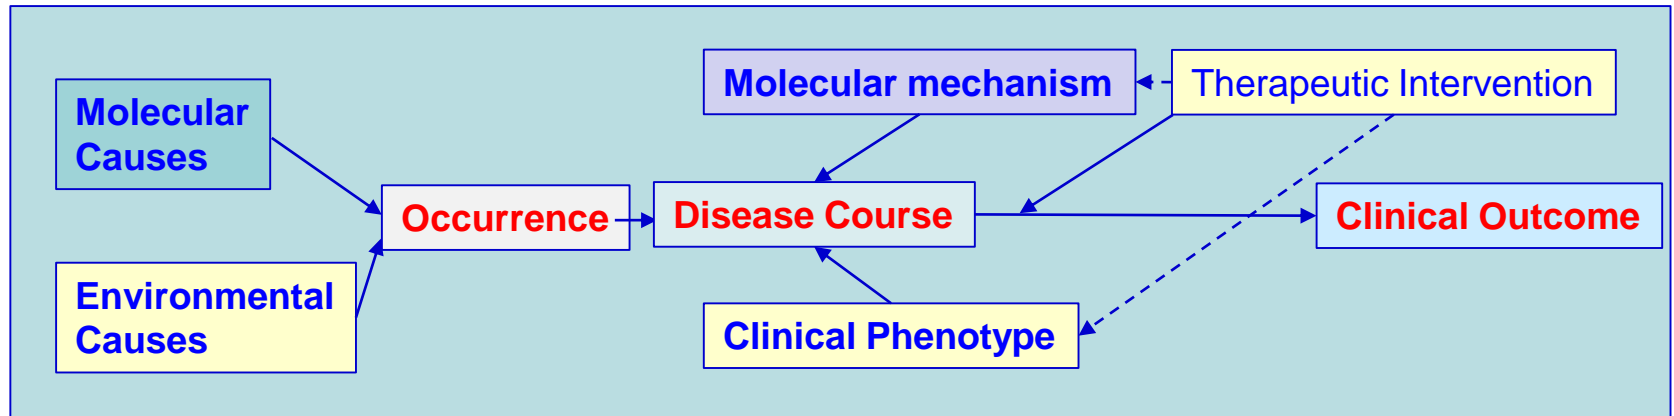 Molecular
Causes
Environmental
Causes
Occurrence
Molecular mechanism
Disease Course
Clinical Phenotype
Therapeutic Intervention
Clinical Outcome